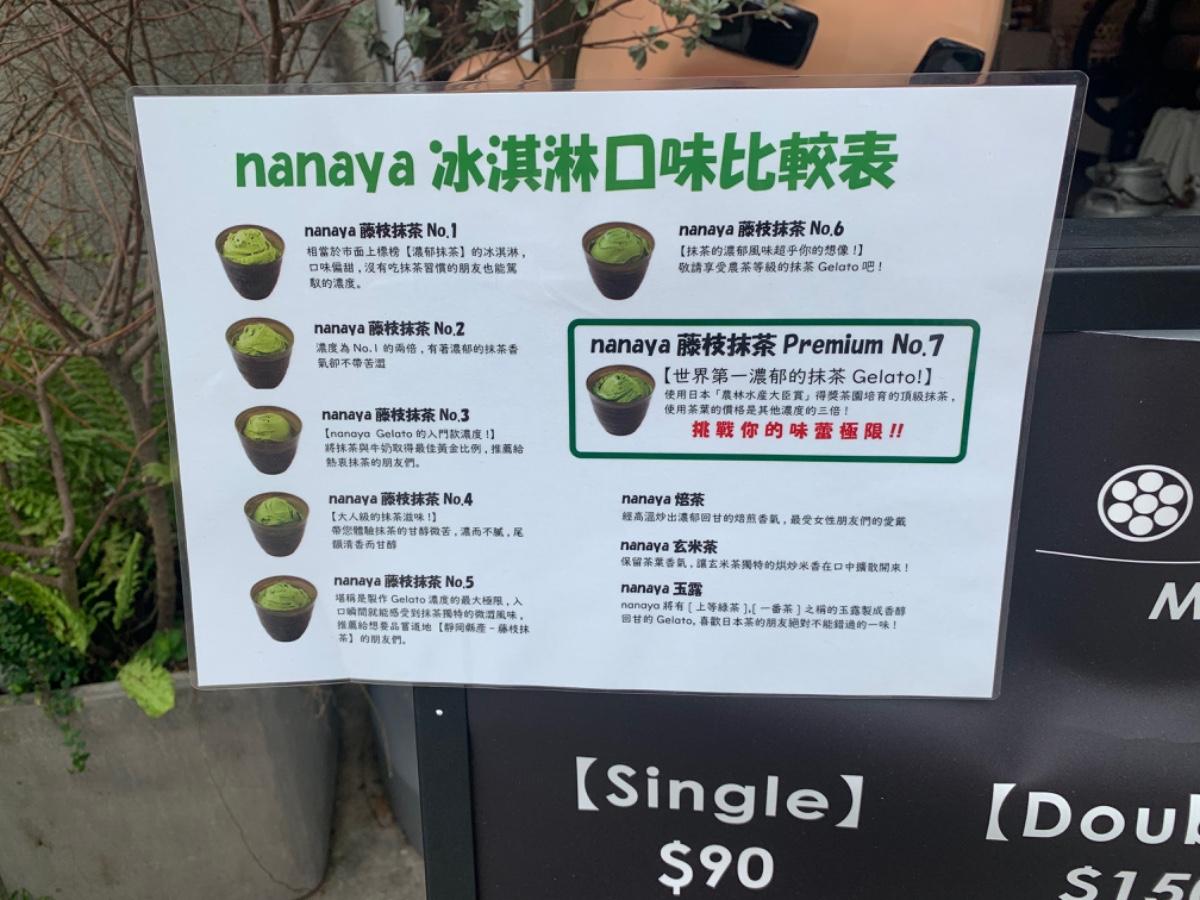 nanaya 冰淇淋口味比較表
nanaya 藤枝抹茶 No.1
相當於市面上標榜【濃郁抹茶】的冰淇淋,
口味偏甜,沒有吃抹茶習慣的朋友也能駕
馭的濃度。
nanaya 藤枝抹茶 No.2
濃度為 No.1 的兩倍,有著濃郁的抹茶香
氣卻不帶苦澀
nanaya 藤枝抹茶 No.3
【nanaya Gelato 的入門款濃度!】
將抹茶與牛奶取得最佳黃金比例,推薦給
熱衷抹茶的朋友們。
nanaya 藤枝抹茶 No.4
【大人級的抹茶滋味!】
帶您體驗抹茶的甘醇微苦,濃而不膩,尾
韻清香而甘醇
nanaya 藤枝抹茶 No.5
堪稱是製作 Gelato 濃度的最大極限,入
口瞬間就能感受到抹茶獨特的微澀風味,
推薦給想要品嘗道地【靜岡縣產-藤枝抹
茶】的朋友們。
nanaya 藤枝抹茶 No.6
【抹茶的濃郁風味超乎你的想像!】
敬請享受農茶等級的抹茶 Gelato 吧!
nanaya 藤枝抹茶 Premium No.7
【世界第一濃郁的抹茶 Gelato!】
使用日本「農林水産大臣賞」得獎茶園培育的頂級抹茶,
使用茶葉的價格是其他濃度的三倍!
挑戰你的味蕾極限!!
nanaya 焙茶
經高溫炒出濃郁回甘的焙煎香氣,最受女性朋友們的愛戴
nanaya 玄米茶
保留茶葉香氣,讓玄米茶獨特的烘炒米香在口中擴散開來!
nanaya 玉露
nanaya 將有[上等綠茶],[一番茶]之稱的玉露製成香醇
回甘的 Gelato,喜歡日本茶的朋友絕對不能錯過的一味!
M
【Single】
$90
【Doub
$150